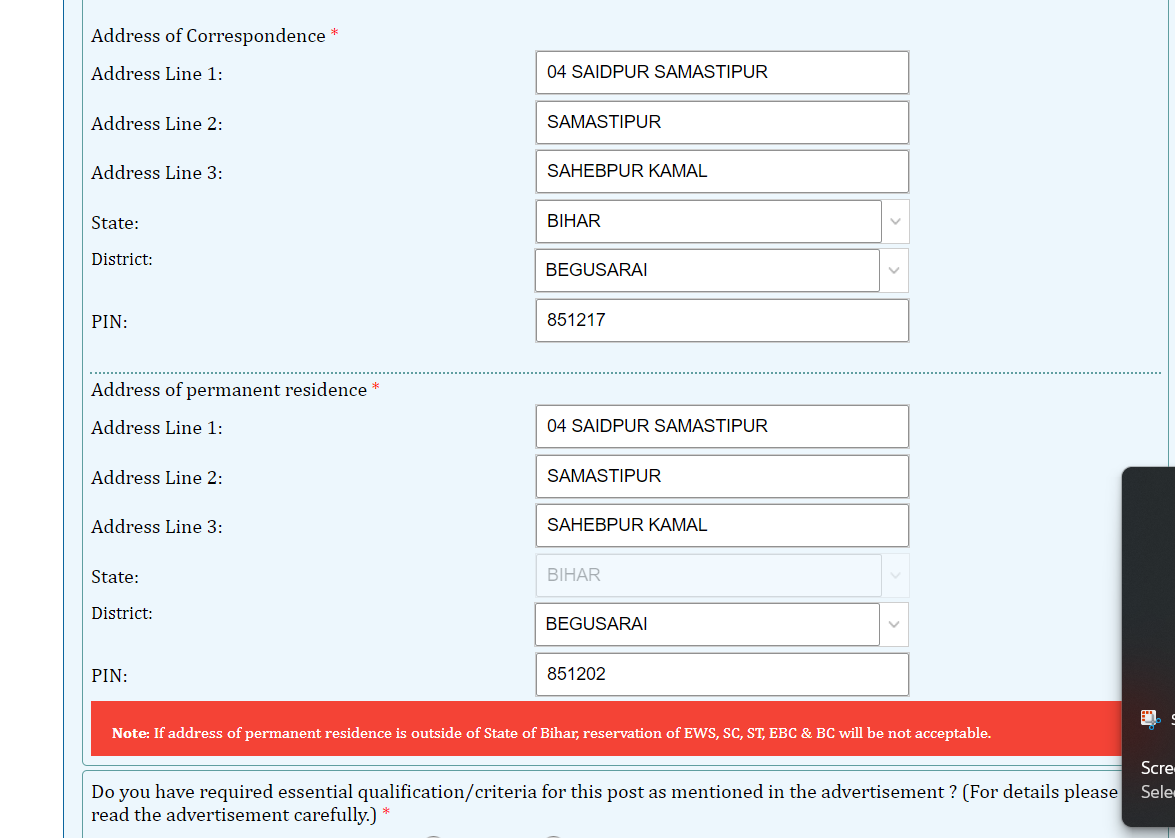 Address of Correspondence *
Address Line 1: 04 SAIDPUR SAMASTIPUR
Address Line 2: SAMASTIPUR
Address Line 3: SAHEBPUR KAMAL
State: BIHAR
District: BEGUSARAI
PIN: 851217
Address of permanent residence *
Address Line 1: 04 SAIDPUR SAMASTIPUR
Address Line 2: SAMASTIPUR
Address Line 3: SAHEBPUR KAMAL
State: BIHAR
District: BEGUSARAI
PIN: 851202
Note: If address of permanent residence is outside of State of Bihar, reservation of EWS, SC, ST, EBC & BC will be not acceptable.
Do you have required essential qualification/criteria for this post as mentioned in the advertisement ? (For details please
read the advertisement carefully.) *